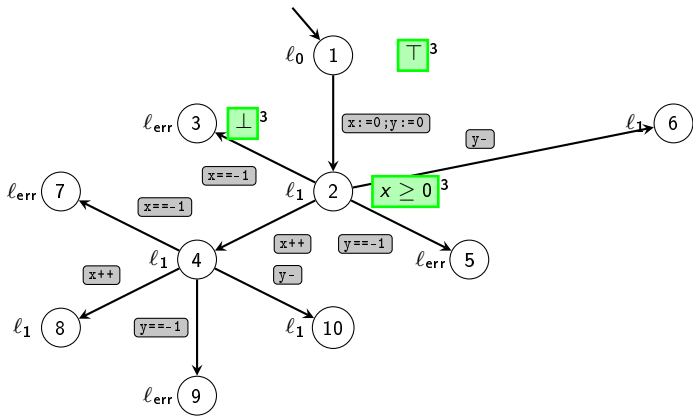 ℓ0 1 ⊤ 3
ℓerr 3 ⊥ 3
x:=0;y:=0
ℓ1 6
y-
x==-1
ℓerr 7
x==-1
ℓ1 2 x ≥ 0 3
x++
y==-1
ℓ1 4
ℓerr 5
x++
y-
ℓ1 8
y==-1
ℓ1 10
ℓerr 9